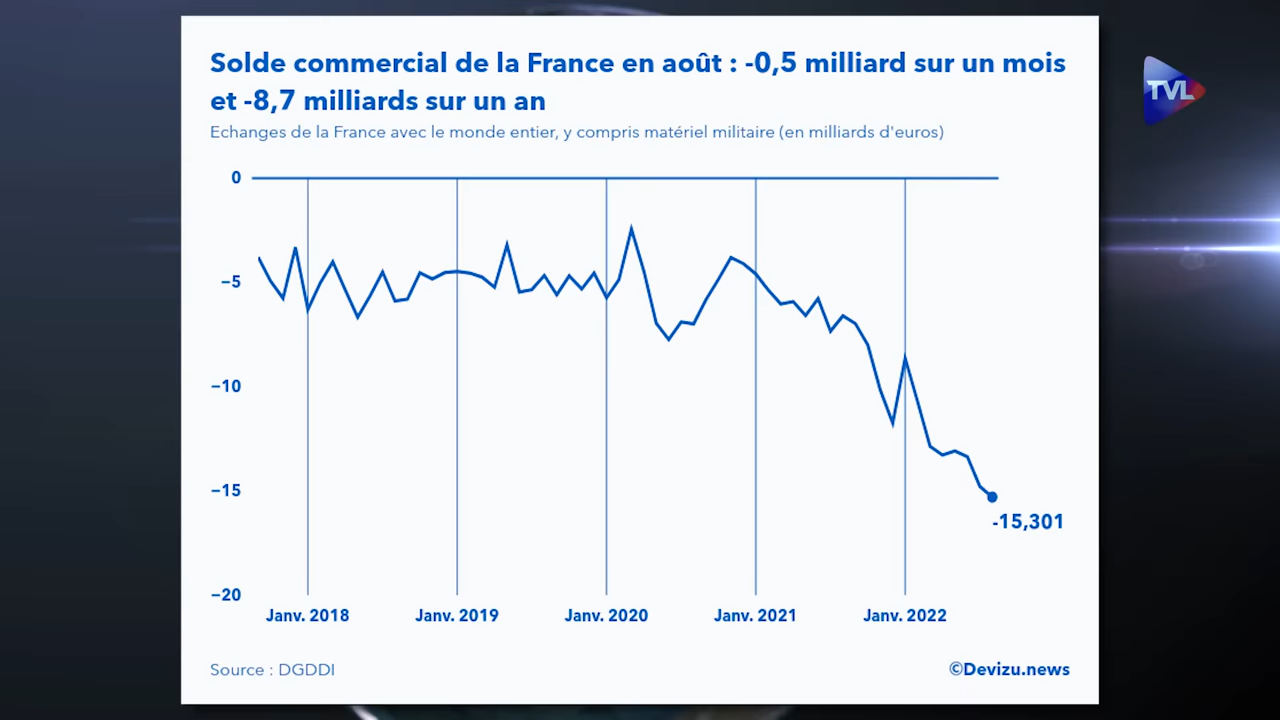 Solde commercial de la France en août : -0,5 milliard sur un mois
et -8,7 milliards sur un an
Echanges de la France avec le monde entier, y compris matériel militaire (en milliards d'euros)
TVL
0
−5
−10
−15
-15,301
−20
Janv. 2018 Janv. 2019 Janv. 2020 Janv. 2021 Janv. 2022
Source : DGDDI
©Devizu.news